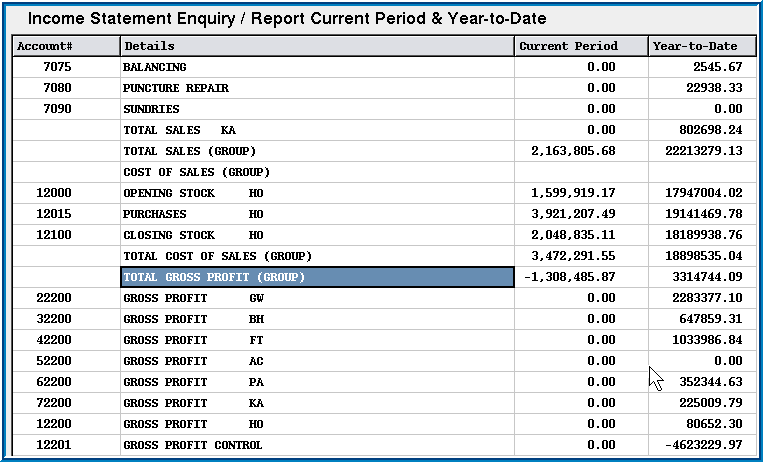 Income Statement Enquiry / Report Current Period & Year-to-Date
Account# Details Current Period Year-to-Date
7075 BALANCING 0.00 2545.67
7080 PUNCTURE REPAIR 0.00 22938.33
7090 SUNDRIES 0.00 0.00
TOTAL SALES KA 0.00 802698.24
TOTAL SALES (GROUP) 2,163,805.68 22213279.13
COST OF SALES (GROUP)
12000 OPENING STOCK HO 1,599,919.17 17947004.02
12015 PURCHASES HO 3,921,207.49 19141469.78
12100 CLOSING STOCK HO 2,048,835.11 18189938.76
TOTAL COST OF SALES (GROUP) 3,472,291.55 18898535.04
TOTAL GROSS PROFIT (GROUP) -1,308,485.87 3314744.09
22200 GROSS PROFIT GW 0.00 2283377.10
32200 GROSS PROFIT BH 0.00 647859.31
42200 GROSS PROFIT FT 0.00 1033986.84
52200 GROSS PROFIT AC 0.00 0.00
62200 GROSS PROFIT PA 0.00 352344.63
72200 GROSS PROFIT KA 0.00 225009.79
12200 GROSS PROFIT HO 0.00 80652.30
12201 GROSS PROFIT CONTROL 0.00 -4623229.97